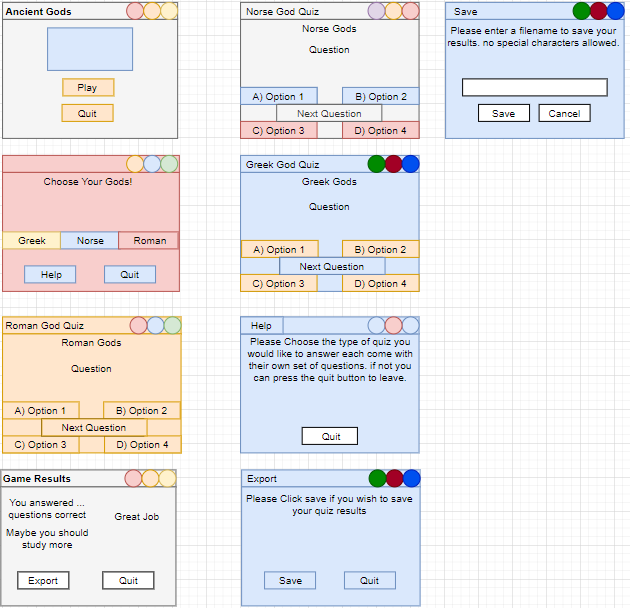 Ancient Gods
Play
Quit
Norse God Quiz
Norse Gods
Question
A) Option 1
B) Option 2
Next Question
C) Option 3
D) Option 4
Save
Please enter a filename to save your
results. no special characters allowed.
Save
Cancel
Choose Your Gods!
Greek
Norse
Roman
Help
Quit
Greek God Quiz
Greek Gods
Question
A) Option 1
B) Option 2
Next Question
C) Option 3
D) Option 4
Roman God Quiz
Roman Gods
Question
A) Option 1
B) Option 2
Next Question
C) Option 3
D) Option 4
Help
Please Choose the type of quiz you
would like to answer each come with
their own set of questions. if not you
can press the quit button to leave.
Quit
Game Results
You answered ...
questions correct
Great Job
Maybe you should
study more
Export
Quit
Export
Please Click save if you wish to save
your quiz results
Save
Quit